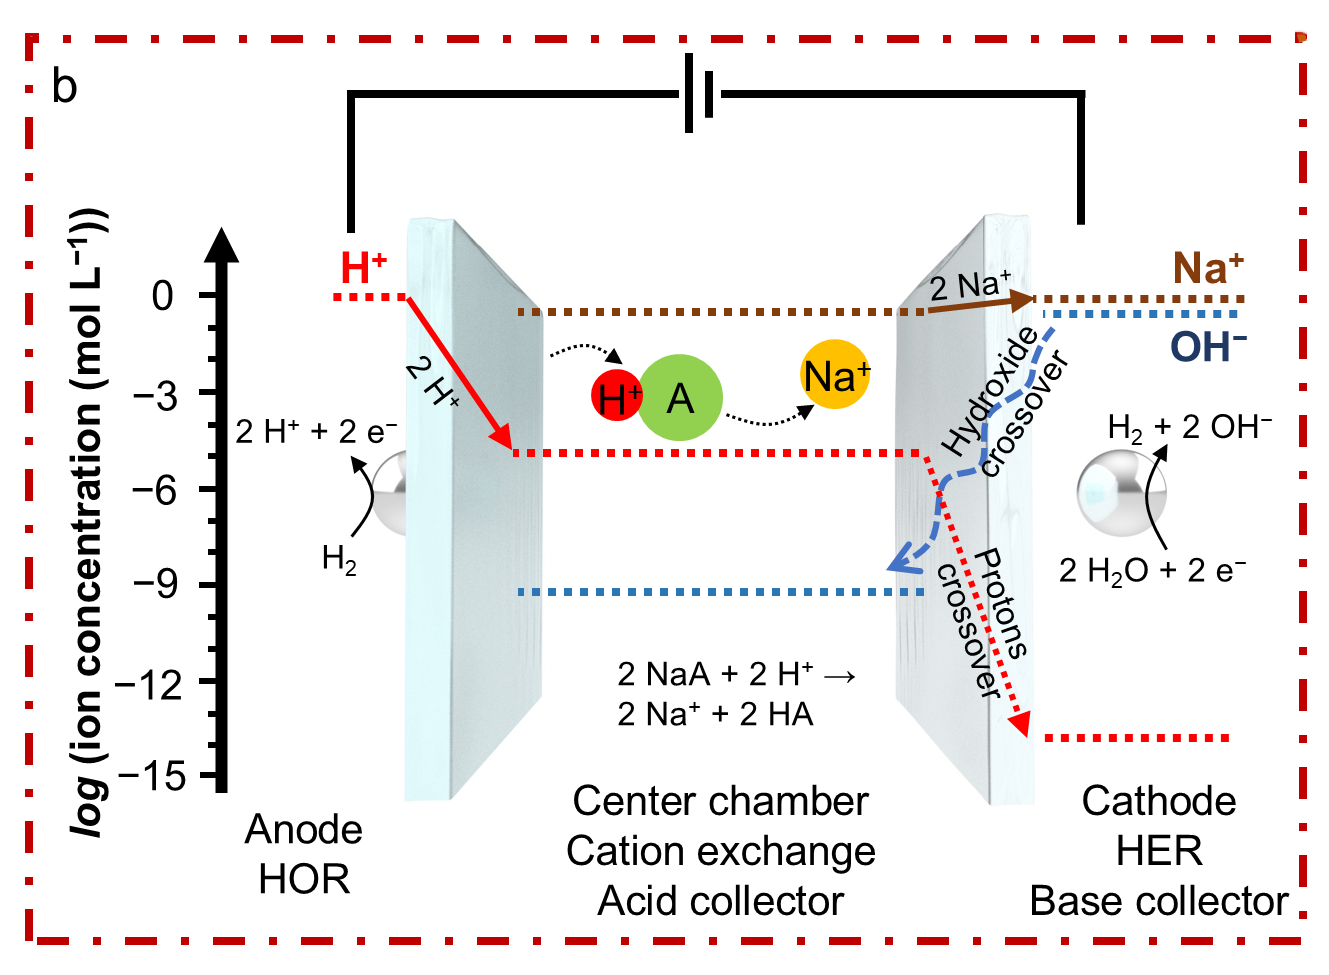 b
log (ion concentration (mol L⁻¹))
0
−3
−6
−9
−12
−15
H⁺
2 H⁺
2 H⁺ + 2 e⁻
H₂
H⁺ A
Na⁺
2 Na⁺
Na⁺
OH⁻
Hydroxide
crossover
Protons
crossover
H₂ + 2 OH⁻
2 H₂O + 2 e⁻
2 NaA + 2 H⁺ →
2 Na⁺ + 2 HA
Anode
HOR
Center chamber
Cation exchange
Acid collector
Cathode
HER
Base collector